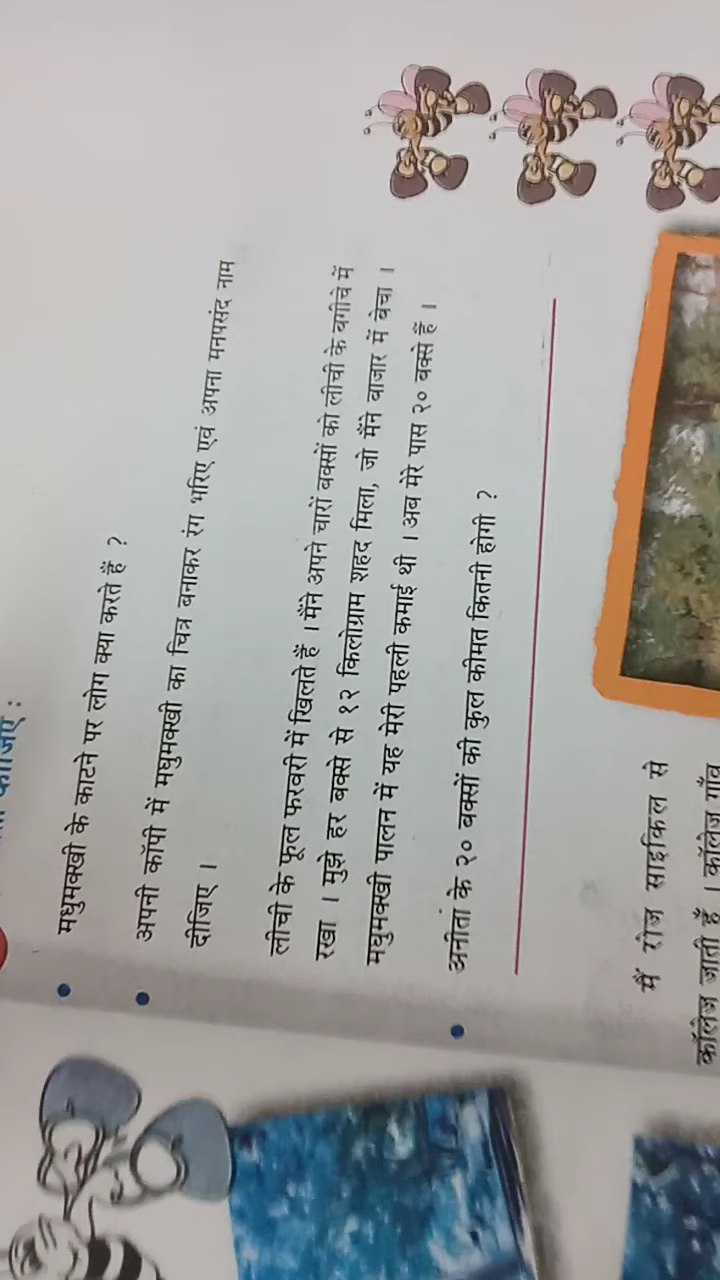 • मधुमक्खी के काटने पर लोग क्या करते हैं ?
• अपनी कॉपी में मधुमक्खी का चित्र बनाकर रंग भरिए एवं अपना मनपसंद नाम
दीजिए ।
लीची के फूल फरवरी में खिलते हैं । मैंने अपने चारों बक्सों को लीची के बगीचे में
रखा । मुझे हर बक्से से १२ किलोग्राम शहद मिला, जो मैंने बाजार में बेचा ।
मधुमक्खी पालन में यह मेरी पहली कमाई थी । अब मेरे पास २० बक्से हैं ।
• अनीता के २० बक्सों की कुल कीमत कितनी होगी ?
मैं रोज साइकिल से
कॉलेज जाती हूँ । कॉलेज गाँव